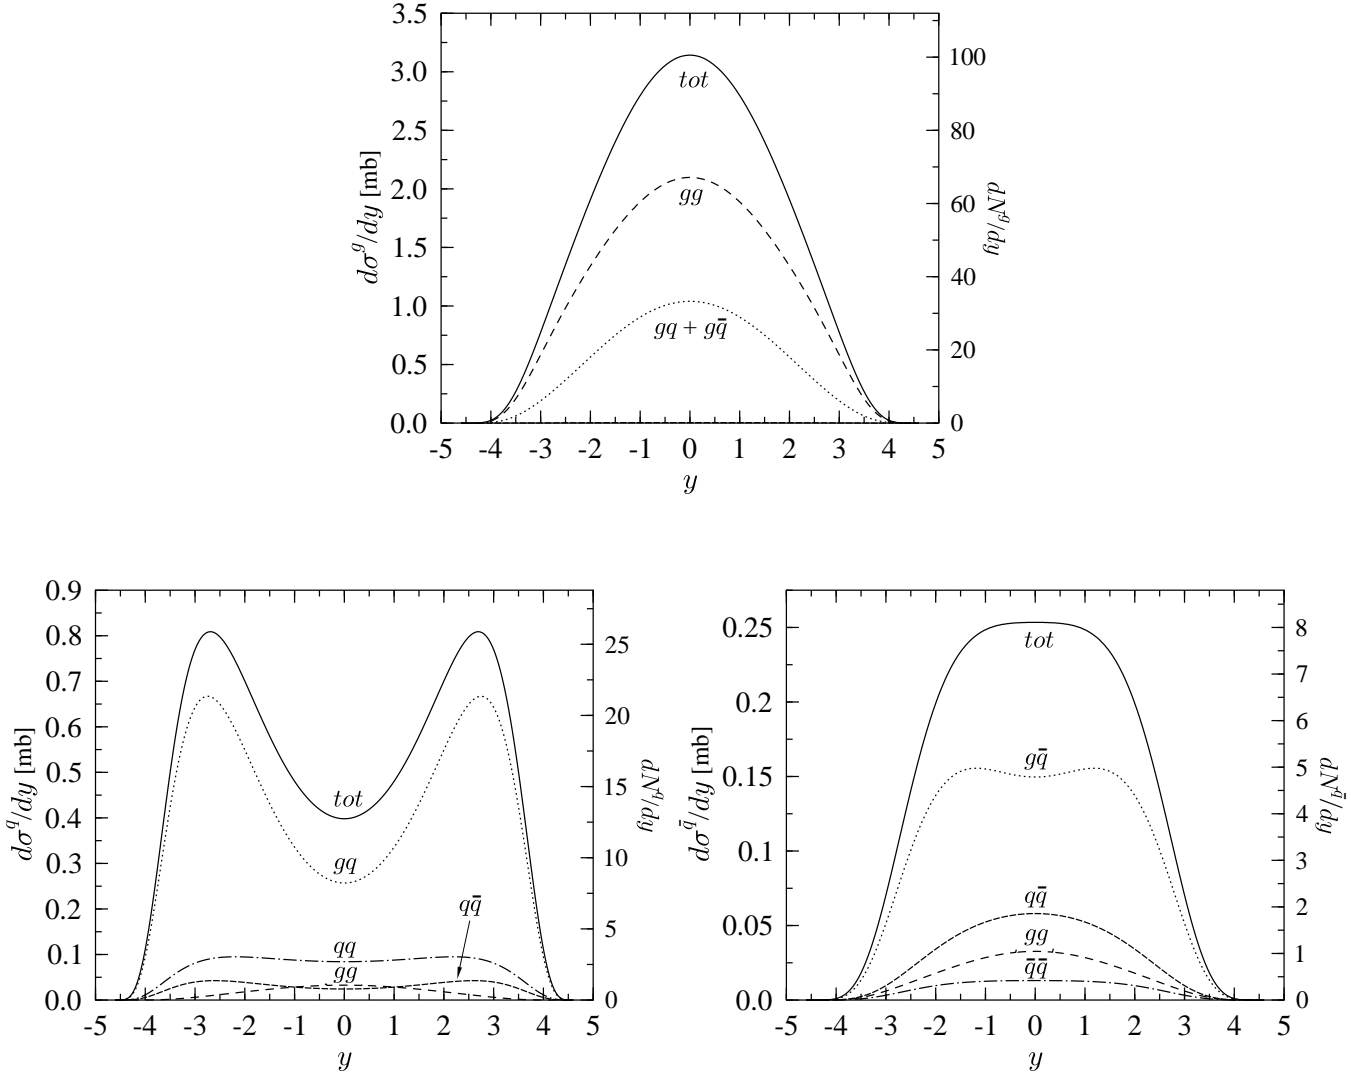 3.5
3.0
2.5
2.0
1.5
1.0
0.5
0.0
dσ^g/dy [mb]
100
80
60
40
20
0
dN^g/dy
tot
gg
gq + gq̄
-5 -4 -3 -2 -1 0 1 2 3 4 5
y
0.9
0.8
0.7
0.6
0.5
0.4
0.3
0.2
0.1
0.0
dσ^q/dy [mb]
25
20
15
10
5
0
dN^q/dy
tot
gq
qq̄
qq
gg
-5 -4 -3 -2 -1 0 1 2 3 4 5
y
0.25
0.2
0.15
0.1
0.05
0.0
dσ^q̄/dy [mb]
8
7
6
5
4
3
2
1
0
dN^q̄/dy
tot
gq̄
qq̄
gg
q̄q̄
-5 -4 -3 -2 -1 0 1 2 3 4 5
y